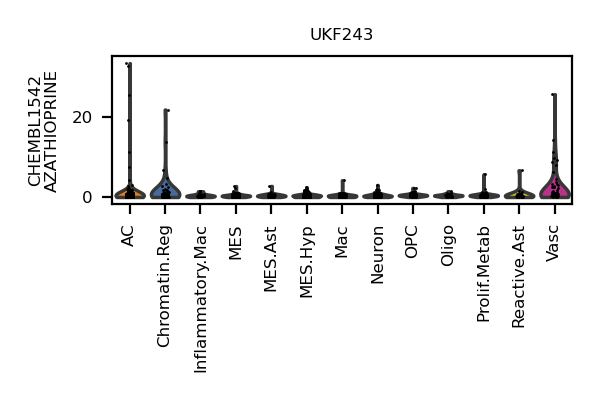 UKF243
CHEMBL1542
AZATHIOPRINE
20
0
AC
Chromatin.Reg
Inflammatory.Mac
MES
MES.Ast
MES.Hyp
Mac
Neuron
OPC
Oligo
Prolif.Metab
Reactive.Ast
Vasc